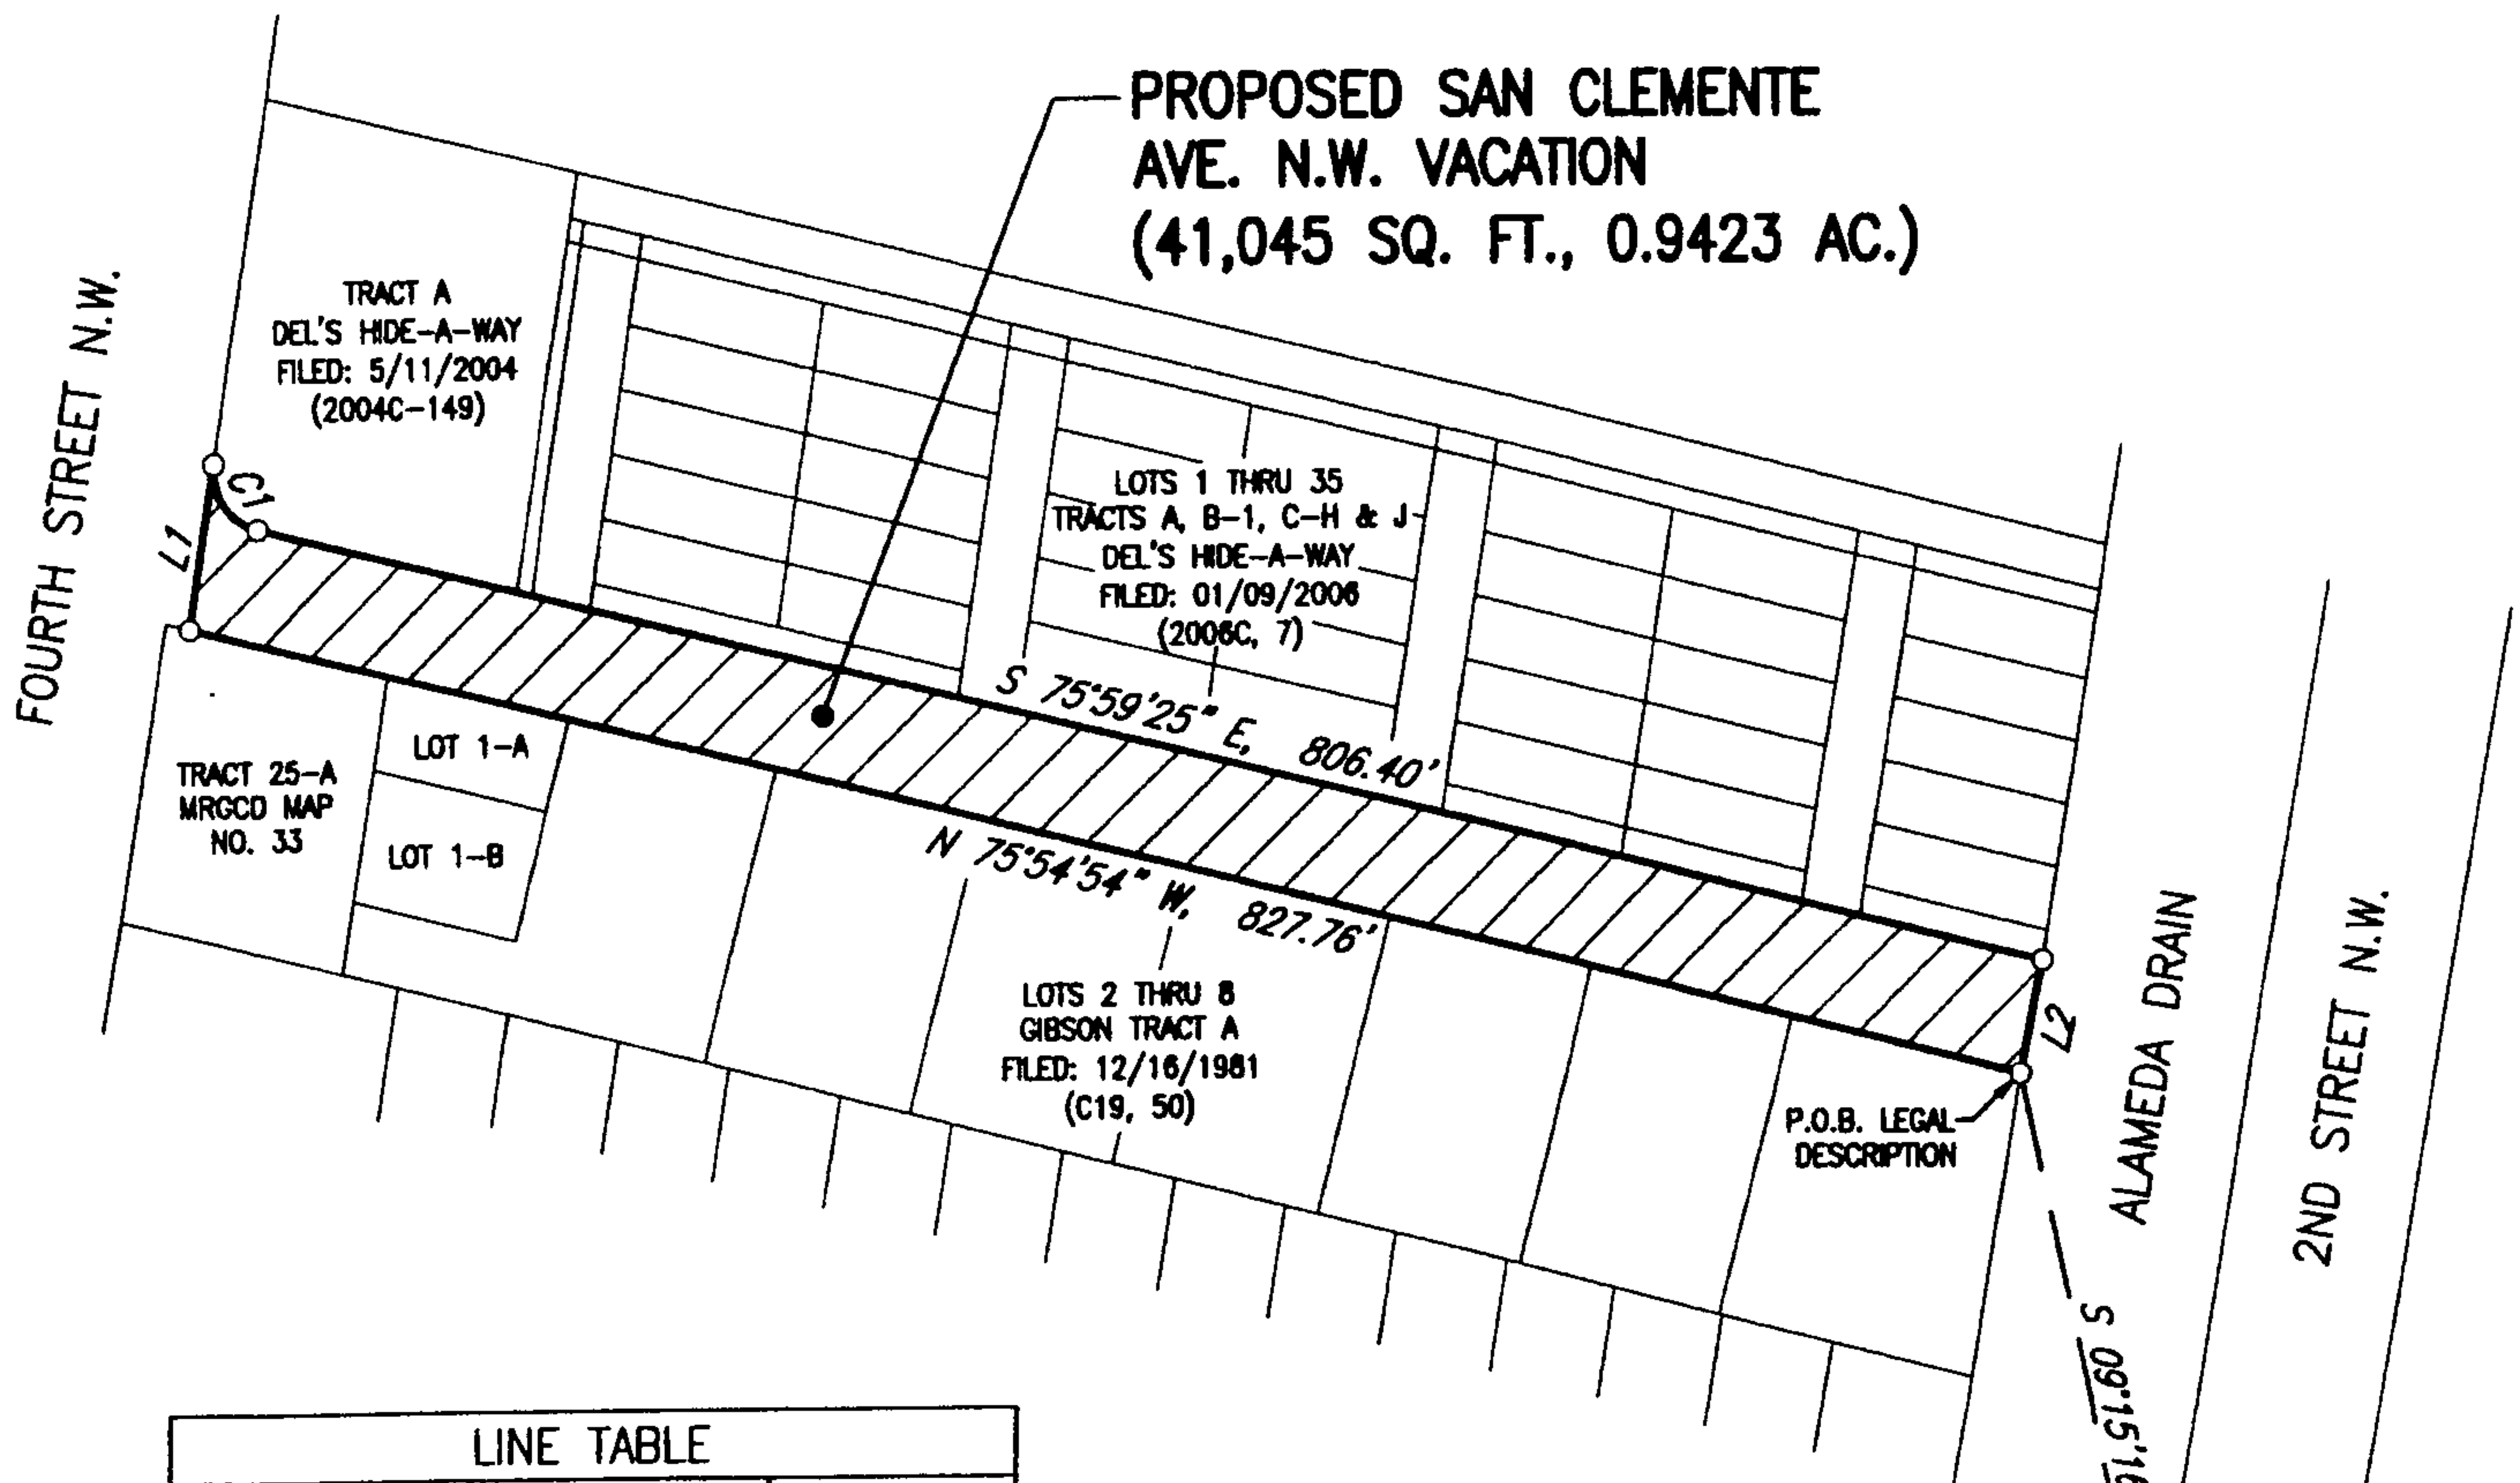 PROPOSED SAN CLEMENTE
AVE. N.W. VACATION
(41,045 SQ. FT., 0.9423 AC.)
FOURTH STREET N.W.
TRACT A
DEL'S HIDE-A-WAY
FILED: 5/11/2004
(2004C-149)
C1
L1
LOTS 1 THRU 35
TRACTS A, B-1, C-H & J
DEL'S HIDE-A-WAY
FILED: 01/09/2006
(2006C, 7)
S 75°59'25" E, 806.40'
N 75°54'54" W, 827.76'
TRACT 25-A
MRGCD MAP
NO. 33
LOT 1-A
LOT 1-B
LOTS 2 THRU 8
GIBSON TRACT A
FILED: 12/16/1981
(C19, 50)
L2
P.O.B. LEGAL
DESCRIPTION
ALAMEDA DRAIN
2ND STREET N.W.
S 09°15'
LINE TABLE